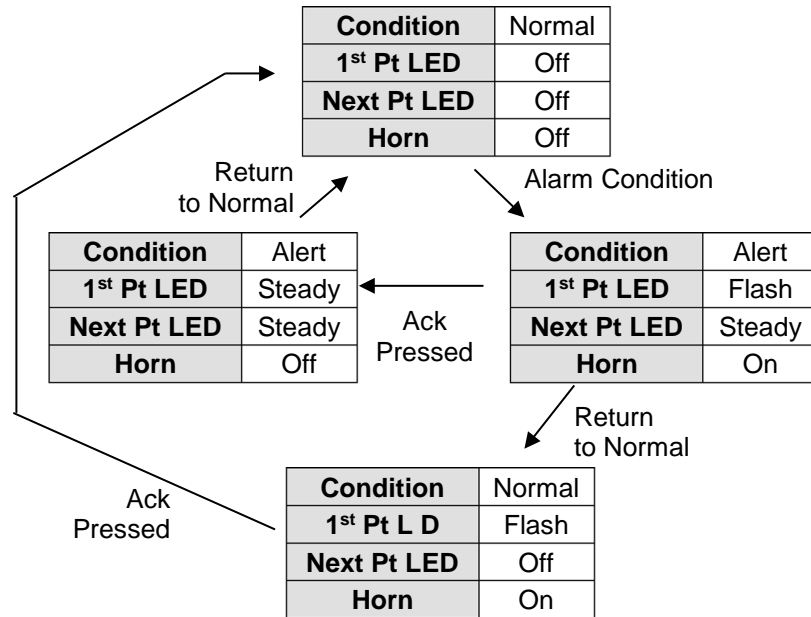 Condition Normal
1st Pt LED Off
Next Pt LED Off
Horn Off
Return
to Normal
Alarm Condition
Condition Alert
1st Pt LED Steady
Next Pt LED Steady
Horn Off
Ack
Pressed
Condition Alert
1st Pt LED Flash
Next Pt LED Steady
Horn On
Return
to Normal
Ack
Pressed
Condition Normal
1st Pt L D Flash
Next Pt LED Off
Horn On